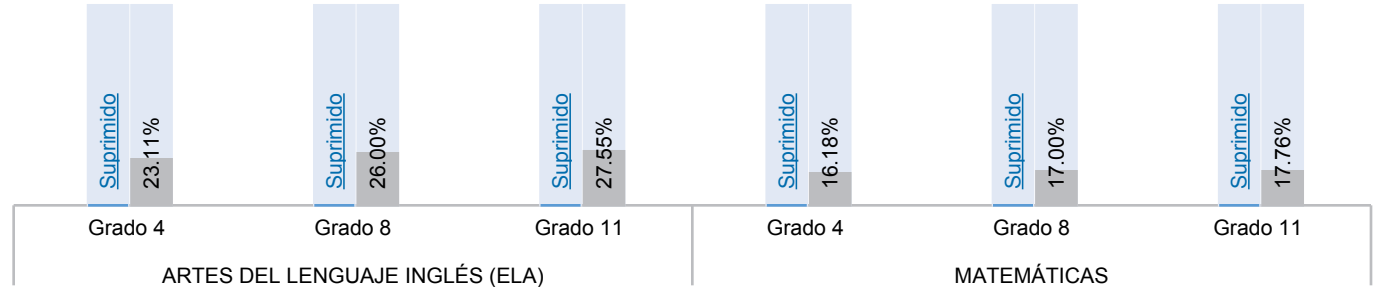 Suprimido
23.11%
Suprimido
26.00%
Suprimido
27.55%
Suprimido
16.18%
Suprimido
17.00%
Suprimido
17.76%
Grado 4
Grado 8
Grado 11
Grado 4
Grado 8
Grado 11
ARTES DEL LENGUAJE INGLÉS (ELA)
MATEMÁTICAS